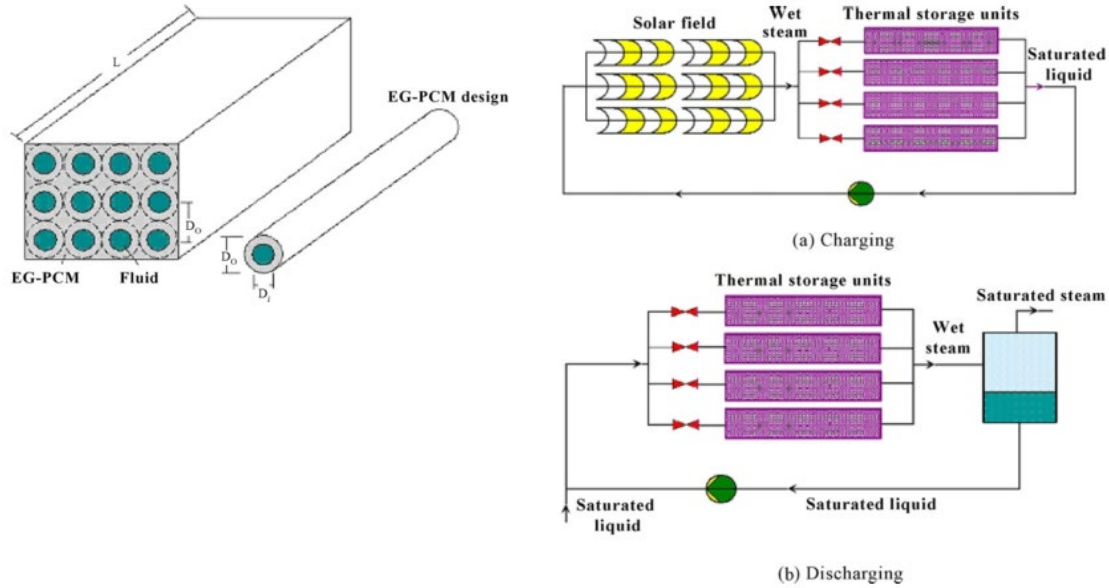 L
EG-PCM design
Do
EG-PCM
Fluid
Do
Di
Solar field
Wet
steam
Thermal storage units
Saturated
liquid
(a) Charging
Thermal storage units
Saturated steam
Wet
steam
Saturated
liquid
Saturated liquid
(b) Discharging